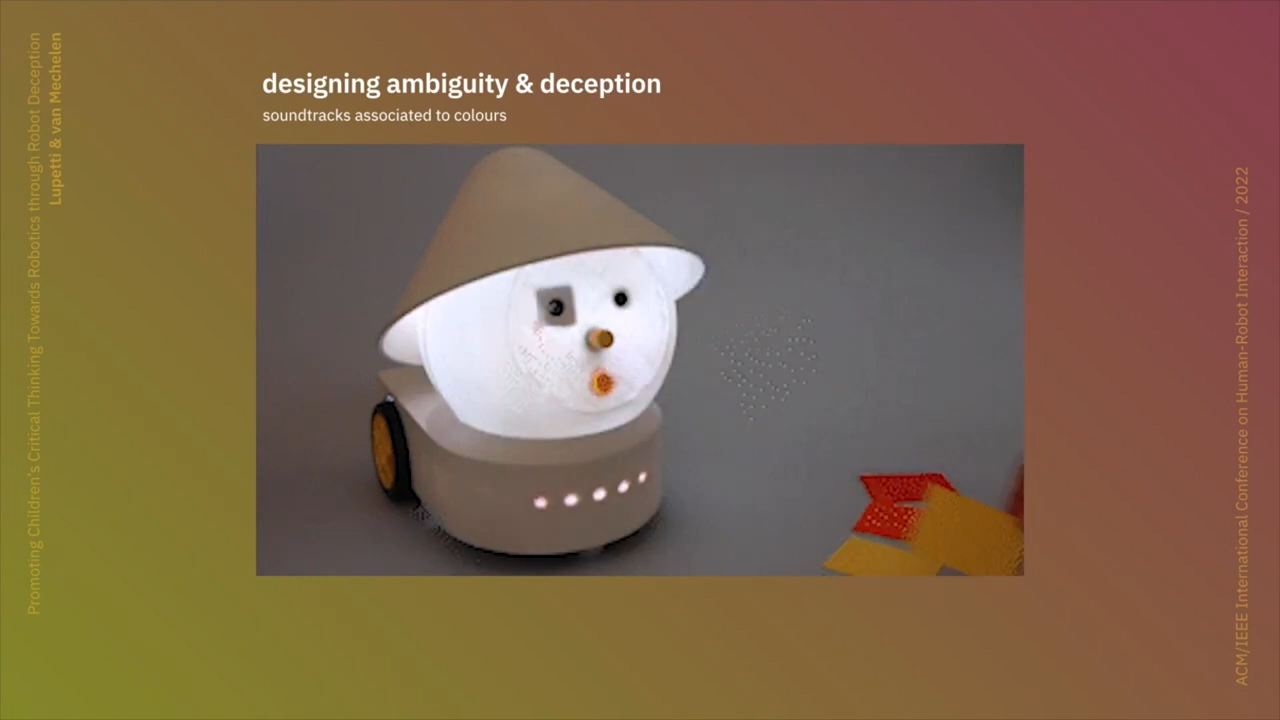 Promoting Children's Critical Thinking Towards Robotics through Robot Deception
Lupetti & van Mechelen
designing ambiguity & deception
soundtracks associated to colours
ACM/IEEE International Conference on Human-Robot Interaction / 2022